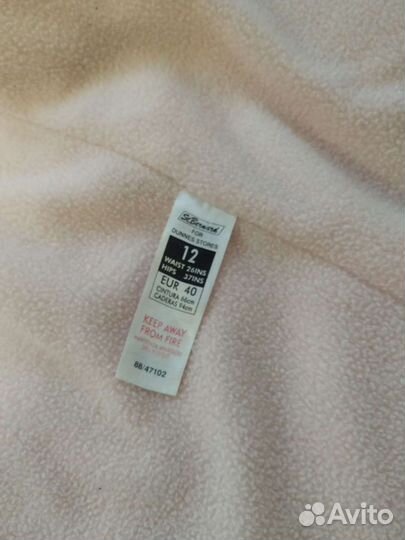 St Bernard
FOR
DUNNES STORES
12
WAIST 26INS
HIPS 37INS
EUR 40
CINTURA 66cm
CADERAS 94cm
KEEP AWAY
FROM FIRE
88/47102
Avito